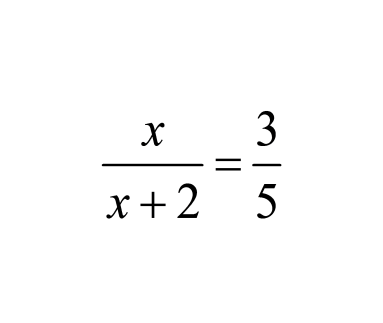 x/(x + 2) = 3/5